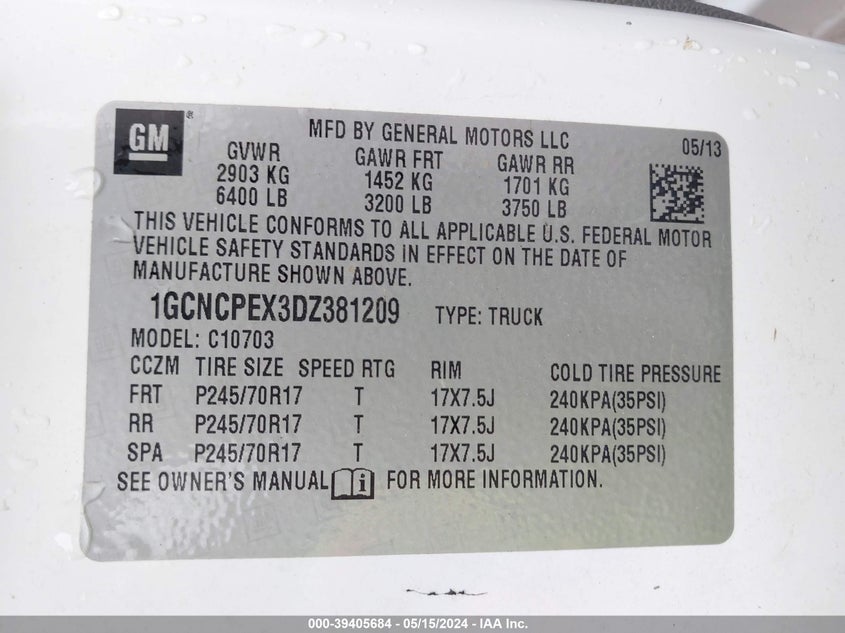 GM ®
MFD BY GENERAL MOTORS LLC 05/13
GVWR GAWR FRT GAWR RR
2903 KG 1452 KG 1701 KG
6400 LB 3200 LB 3750 LB
THIS VEHICLE CONFORMS TO ALL APPLICABLE U.S. FEDERAL MOTOR
VEHICLE SAFETY STANDARDS IN EFFECT ON THE DATE OF
MANUFACTURE SHOWN ABOVE.
1GCNCPEX3DZ381209 TYPE: TRUCK
MODEL: C10703
CCZM TIRE SIZE SPEED RTG RIM COLD TIRE PRESSURE
FRT P245/70R17 T 17X7.5J 240KPA(35PSI)
RR P245/70R17 T 17X7.5J 240KPA(35PSI)
SPA P245/70R17 T 17X7.5J 240KPA(35PSI)
SEE OWNER'S MANUAL i FOR MORE INFORMATION.
000-39405684 - 05/15/2024 - IAA Inc.